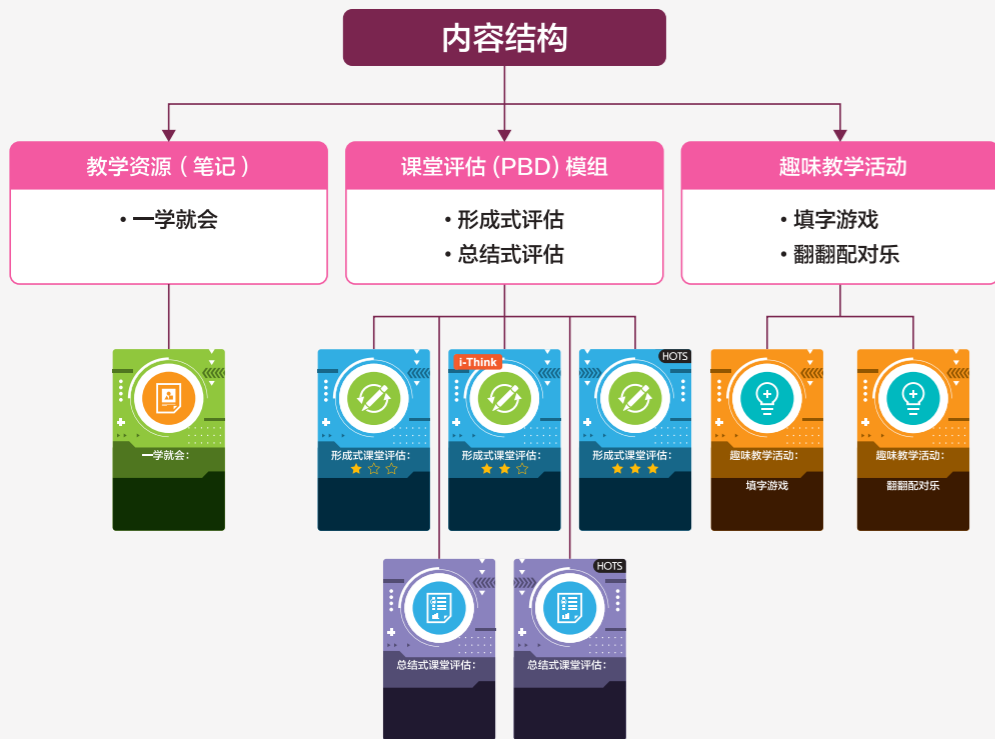 内容结构
教学资源（笔记）
• 一学就会
课堂评估 (PBD) 模组
• 形成式评估
• 总结式评估
趣味教学活动
• 填字游戏
• 翻翻配对乐
一学就会：
形成式课堂评估：
i-Think
形成式课堂评估：
HOTS
形成式课堂评估：
趣味教学活动：
填字游戏
趣味教学活动：
翻翻配对乐
总结式课堂评估：
HOTS
总结式课堂评估：